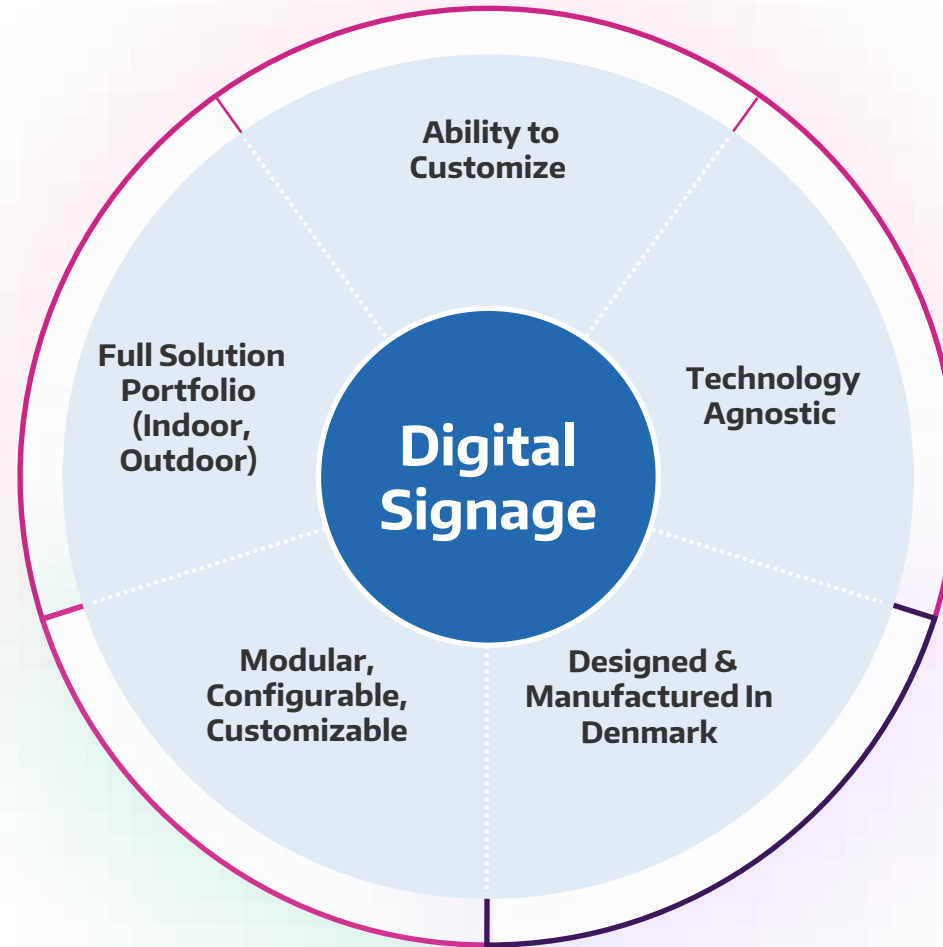 Ability to
Customize
Technology
Agnostic
Designed &
Manufactured In
Denmark
Modular,
Configurable,
Customizable
Full Solution
Portfolio
(Indoor,
Outdoor)
Digital
Signage